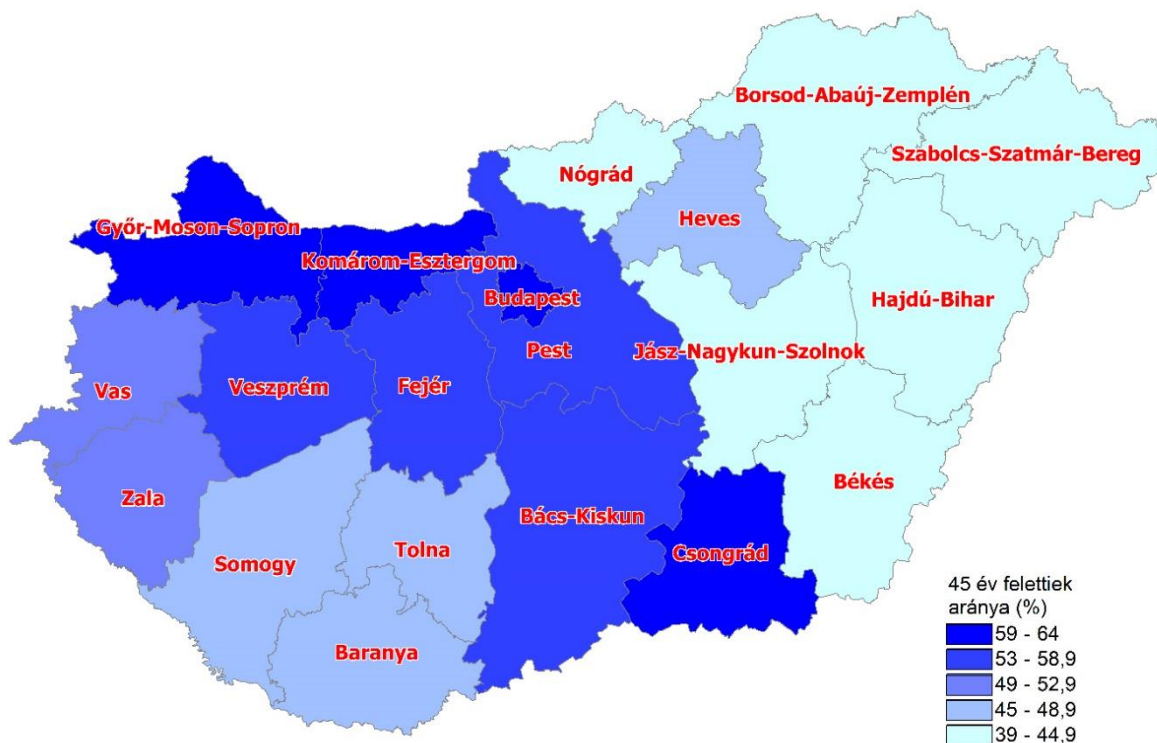 Borsod-Abaúj-Zemplén
Szabolcs-Szatmár-Bereg
Nógrád
Heves
Győr-Moson-Sopron
Komárom-Esztergom
Budapest
Hajdú-Bihar
Pest
Jász-Nagykun-Szolnok
Vas
Veszprém
Fejér
Zala
Békés
Bács-Kiskun
Csongrád
Tolna
Somogy
Baranya
45 év felettiek
aránya (%)
59 - 64
53 - 58,9
49 - 52,9
45 - 48,9
39 - 44,9